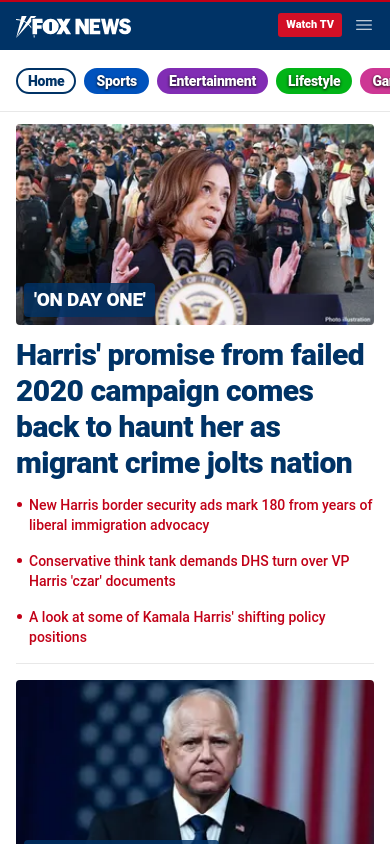 FOX NEWS
Watch TV
Home
Sports
Entertainment
Lifestyle
'ON DAY ONE'
Photo illustration
Harris' promise from failed
2020 campaign comes
back to haunt her as
migrant crime jolts nation
• New Harris border security ads mark 180 from years of
liberal immigration advocacy
• Conservative think tank demands DHS turn over VP
Harris 'czar' documents
• A look at some of Kamala Harris' shifting policy
positions